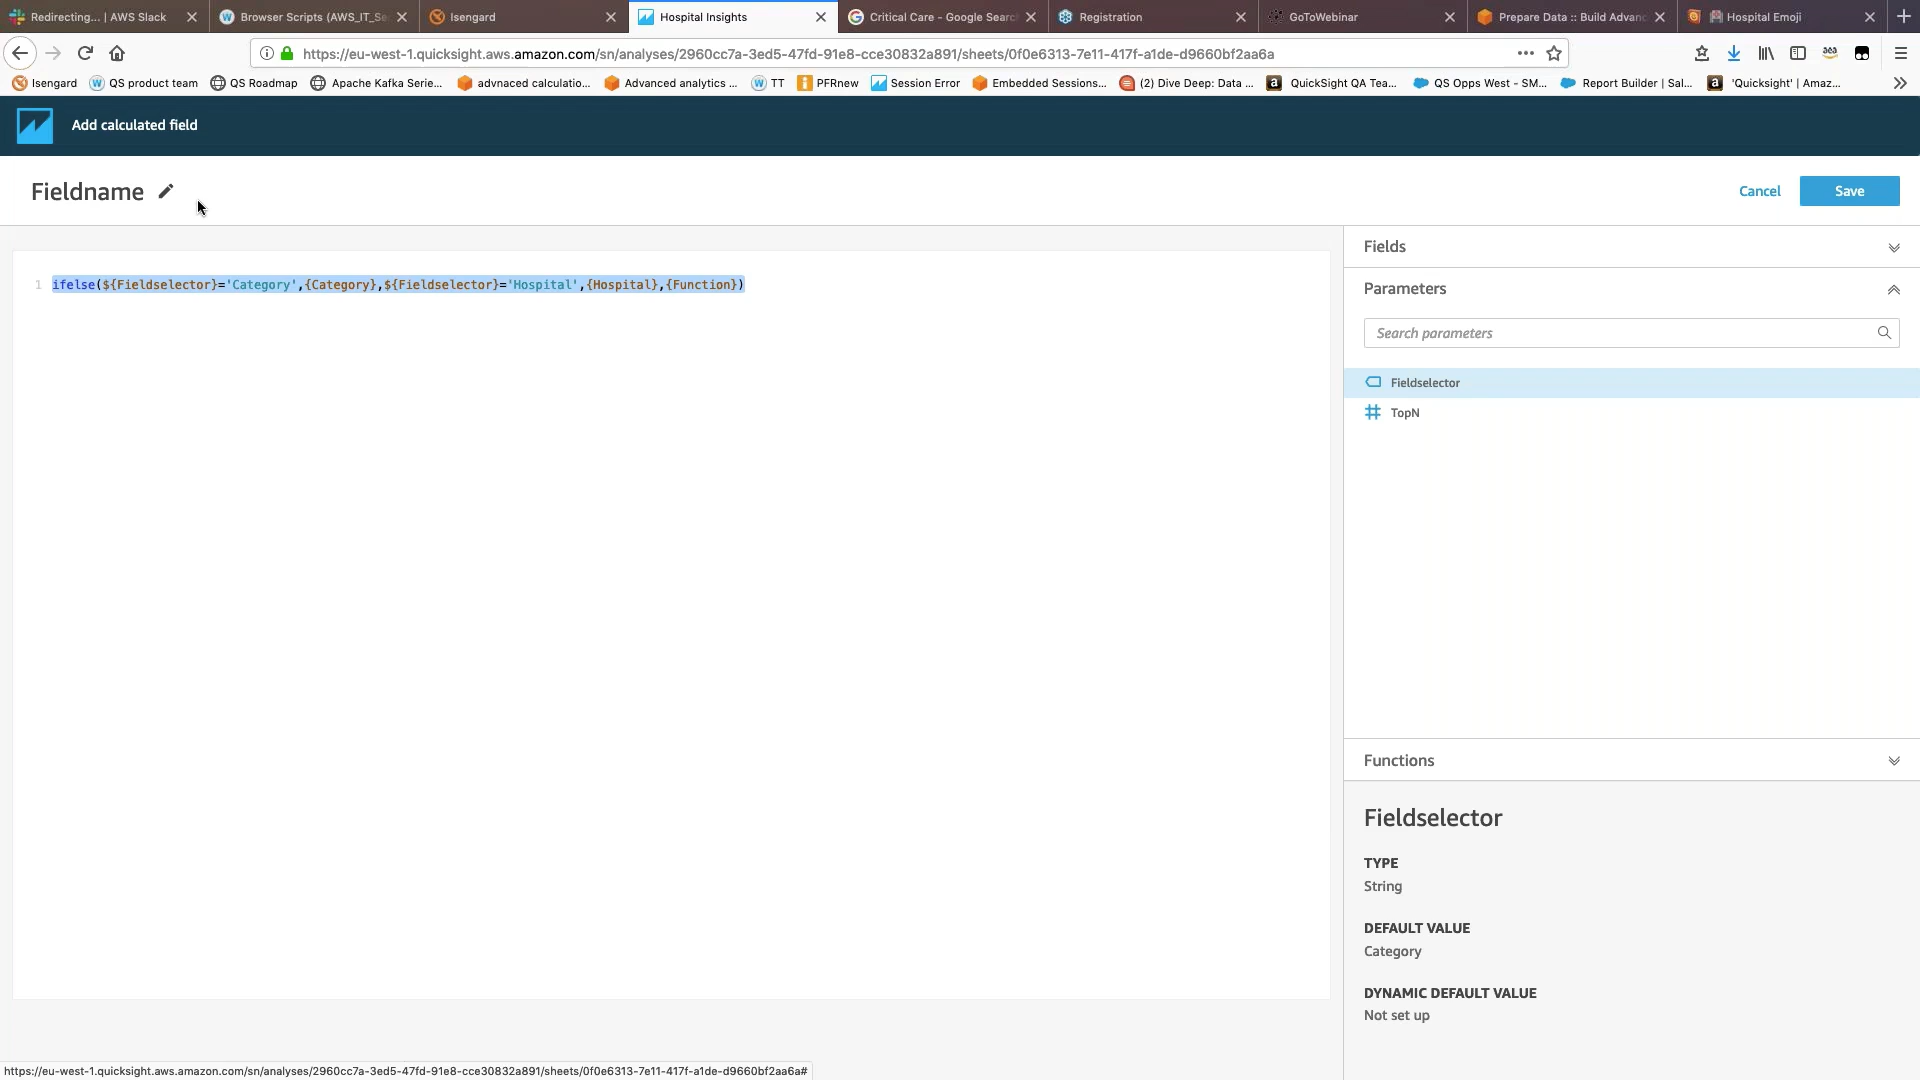 Redirecting... | AWS Slack
Browser Scripts (AWS_IT_Se
Isengard
Hospital Insights
Critical Care - Google Search
Registration
GoToWebinar
Prepare Data :: Build Advanc
Hospital Emoji
https://eu-west-1.quicksight.aws.amazon.com/sn/analyses/2960cc7a-3ed5-47fd-91e8-cce30832a891/sheets/0f0e6313-7e11-417f-a1de-d9660bf2aa6a
Isengard
QS product team
QS Roadmap
Apache Kafka Serie...
advnaced calculatio...
Advanced analytics ...
TT
PFRnew
Session Error
Embedded Sessions...
(2) Dive Deep: Data ...
QuickSight QA Tea...
QS Opps West - SM...
Report Builder | Sal...
'Quicksight' | Amaz...
Add calculated field
Fieldname
Cancel
Save
1 ifelse(${Fieldselector}='Category',{Category},${Fieldselector}='Hospital',{Hospital},{Function})
Fields
Parameters
Search parameters
Fieldselector
TopN
Functions
Fieldselector
TYPE
String
DEFAULT VALUE
Category
DYNAMIC DEFAULT VALUE
Not set up
https://eu-west-1.quicksight.aws.amazon.com/sn/analyses/2960cc7a-3ed5-47fd-91e8-cce30832a891/sheets/0f0e6313-7e11-417f-a1de-d9660bf2aa6a#